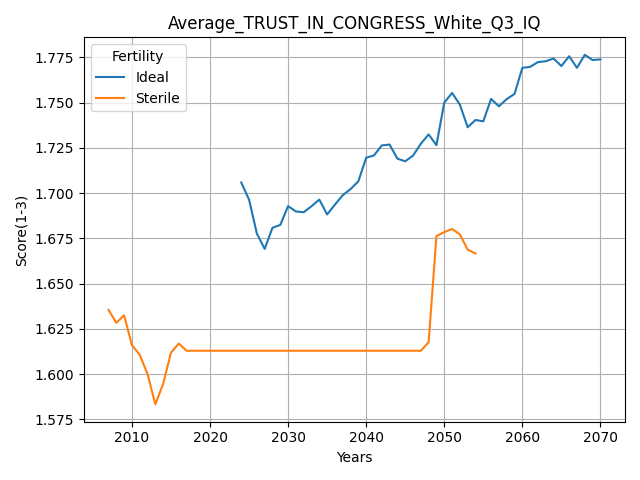 Average_TRUST_IN_CONGRESS_White_Q3_IQ
Fertility
Ideal
Sterile
Score(1-3)
1.775
1.750
1.725
1.700
1.675
1.650
1.625
1.600
1.575
2010 2020 2030 2040 2050 2060 2070
Years